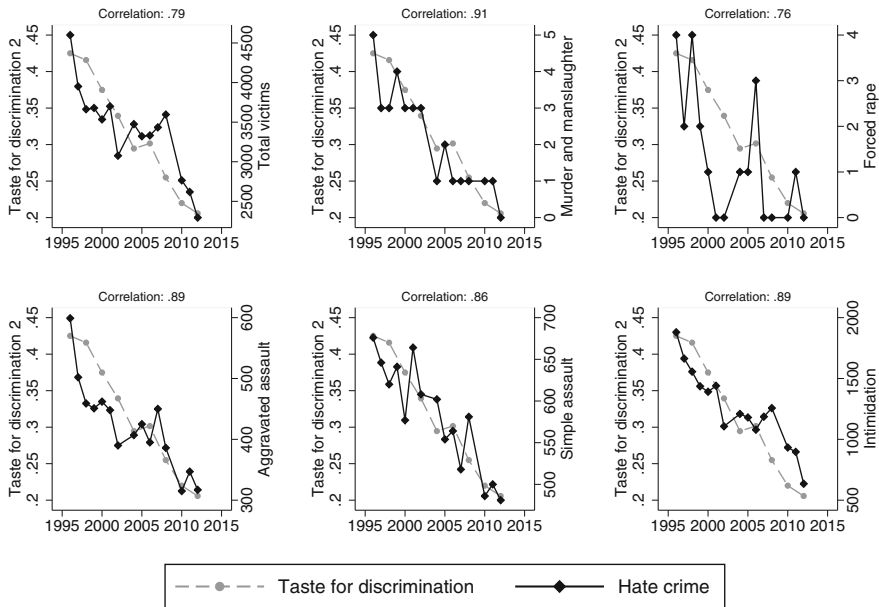 Correlation: .79
Taste for discrimination 2
.2 .25 .3 .35 .4 .45
2500 3000 3500 4000 4500
Total victims
1995 2000 2005 2010 2015
Correlation: .91
Taste for discrimination 2
.2 .25 .3 .35 .4 .45
0 1 2 3 4 5
Murder and manslaughter
1995 2000 2005 2010 2015
Correlation: .76
Taste for discrimination 2
.2 .25 .3 .35 .4 .45
0 1 2 3 4
Forced rape
1995 2000 2005 2010 2015
Correlation: .89
Taste for discrimination 2
.2 .25 .3 .35 .4 .45
300 400 500 600
Aggravated assault
1995 2000 2005 2010 2015
Correlation: .86
Taste for discrimination 2
.2 .25 .3 .35 .4 .45
500 550 600 650 700
Simple assault
1995 2000 2005 2010 2015
Correlation: .89
Taste for discrimination 2
.2 .25 .3 .35 .4 .45
500 1000 1500 2000
Intimidation
1995 2000 2005 2010 2015
Taste for discrimination
Hate crime